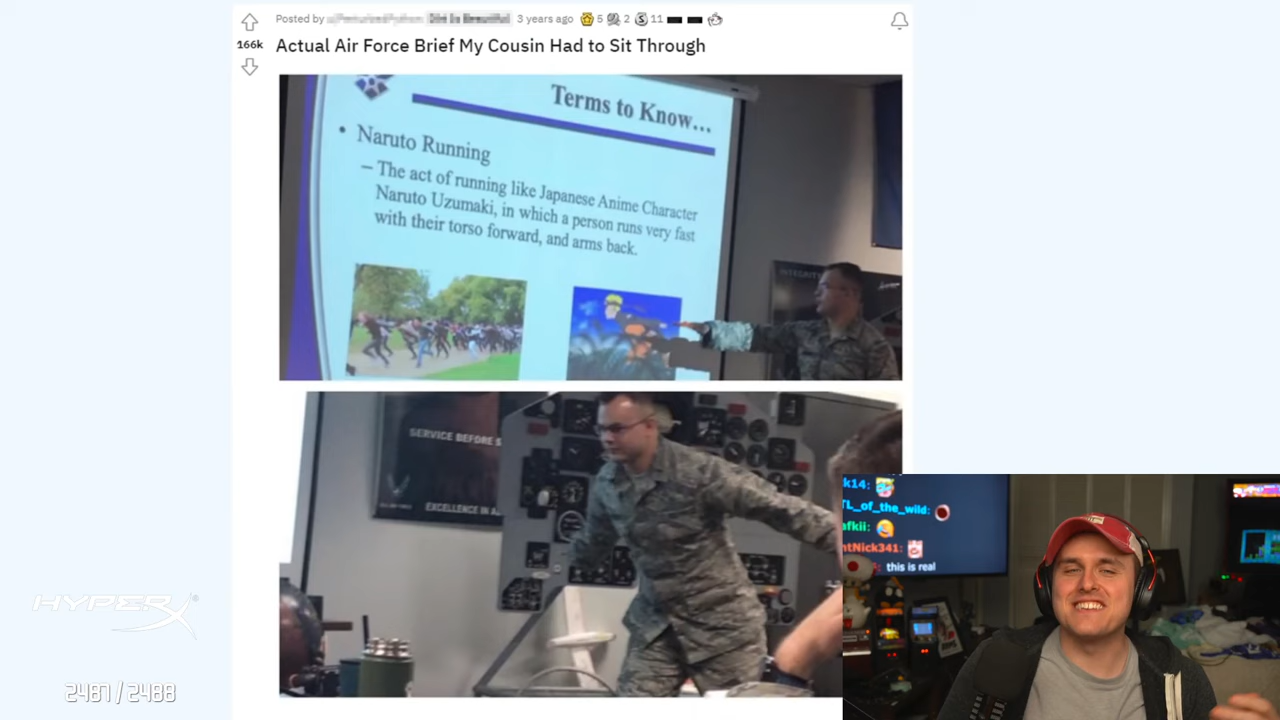 Posted by
3 years ago
5
2
11
166k
Actual Air Force Brief My Cousin Had to Sit Through
Terms to Know...
• Naruto Running
– The act of running like Japanese Anime Character
Naruto Uzumaki, in which a person runs very fast
with their torso forward, and arms back.
INTEGRITY
SERVICE BEFORE S
EXCELLENCE IN A
k14:
TL_of_the_wild:
afkii:
ntNick341:
this is real
HYPERX
2487/2488